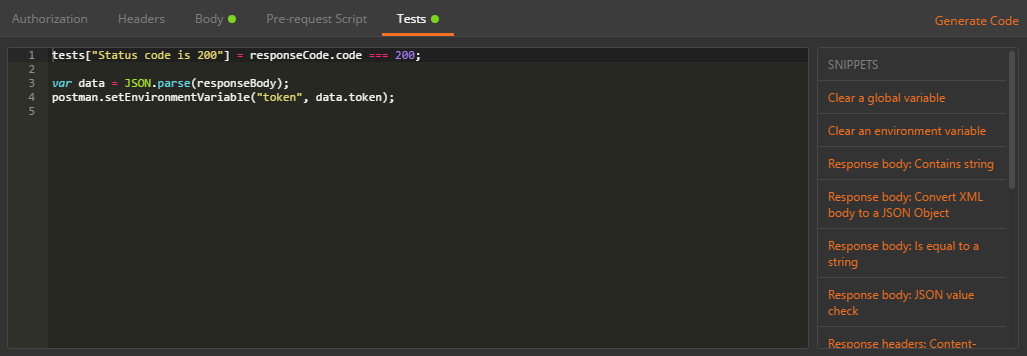 Authorization Headers Body Pre-request Script Tests Generate Code
1 tests["Status code is 200"] = responseCode.code === 200;
2
3 var data = JSON.parse(responseBody);
4 postman.setEnvironmentVariable("token", data.token);
5
SNIPPETS
Clear a global variable
Clear an environment variable
Response body: Contains string
Response body: Convert XML
body to a JSON Object
Response body: Is equal to a
string
Response body: JSON value
check
Response headers: Content-